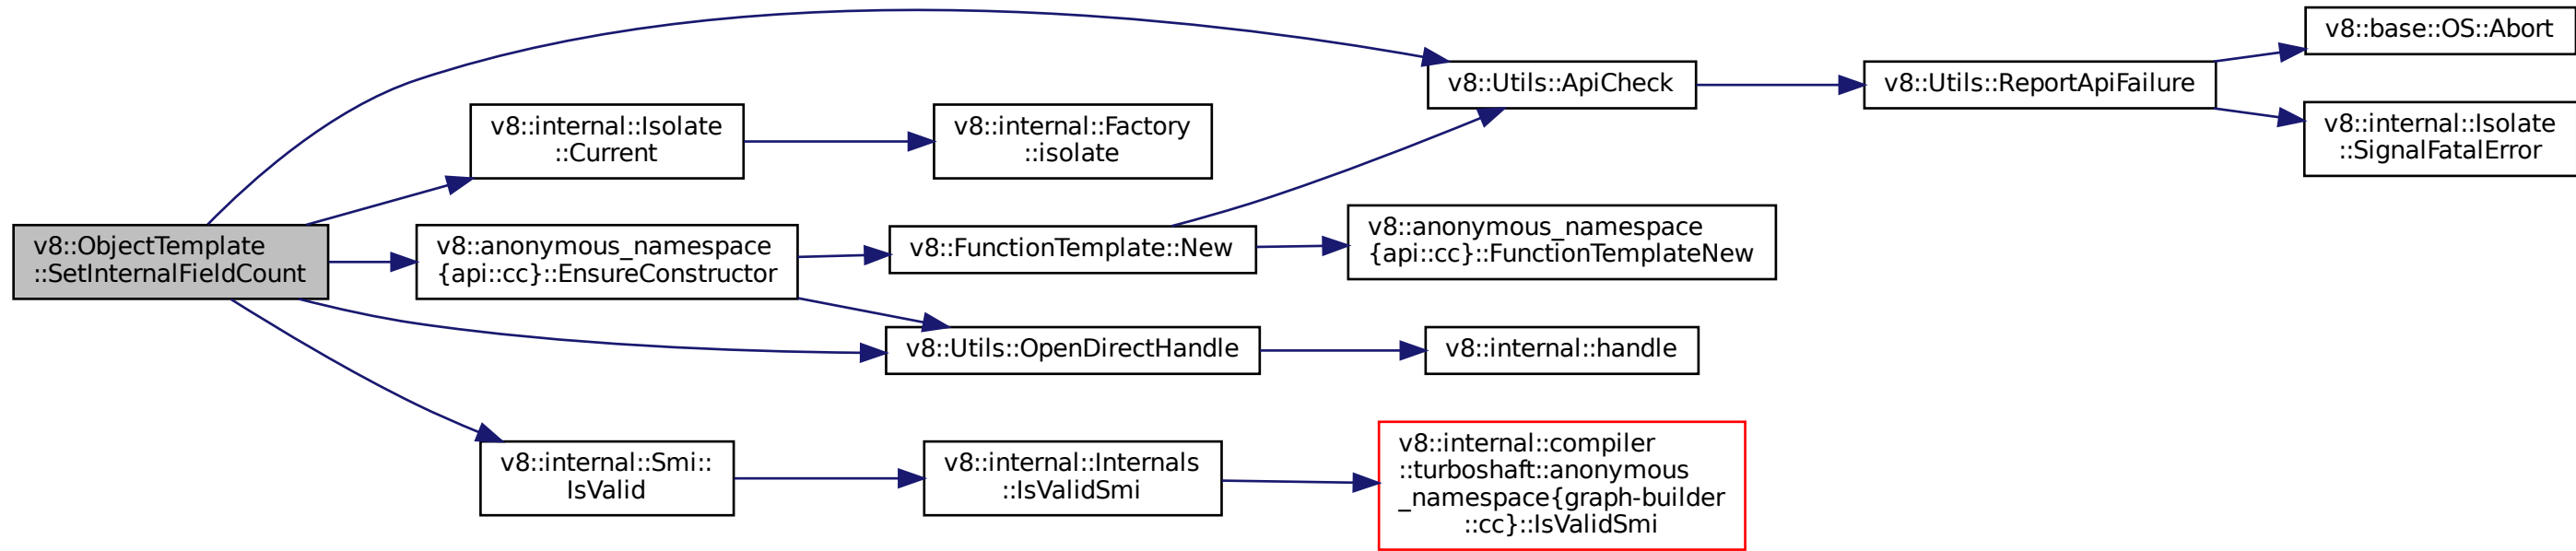 v8::ObjectTemplate
::SetInternalFieldCount
v8::Utils::ApiCheck
v8::Utils::ReportApiFailure
v8::base::OS::Abort
v8::internal::Isolate
::SignalFatalError
v8::internal::Isolate
::Current
v8::internal::Factory
::isolate
v8::anonymous_namespace
{api::cc}::EnsureConstructor
v8::FunctionTemplate::New
v8::anonymous_namespace
{api::cc}::FunctionTemplateNew
v8::Utils::OpenDirectHandle
v8::internal::handle
v8::internal::Smi::
IsValid
v8::internal::Internals
::IsValidSmi
v8::internal::compiler
::turboshaft::anonymous
_namespace{graph-builder
::cc}::IsValidSmi